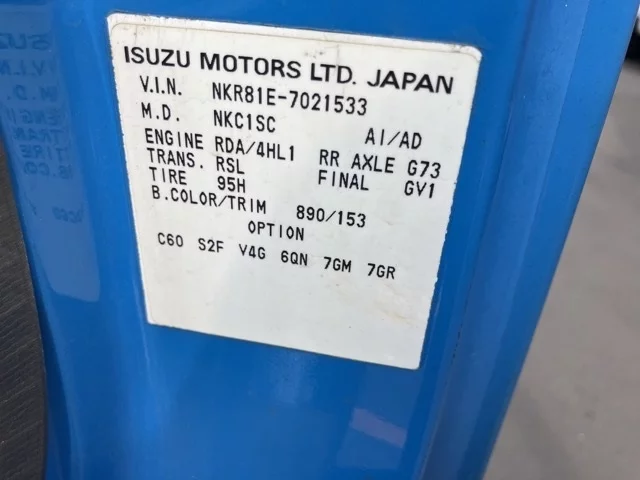 ISUZU MOTORS LTD. JAPAN
V.I.N. NKR81E-7021533
M.D. NKC1SC AI/AD
ENGINE RDA/4HL1 RR AXLE G73
TRANS. RSL FINAL GV1
TIRE 95H
B.COLOR/TRIM 890/153
OPTION
C60 S2F V4G 6QN 7GM 7GR